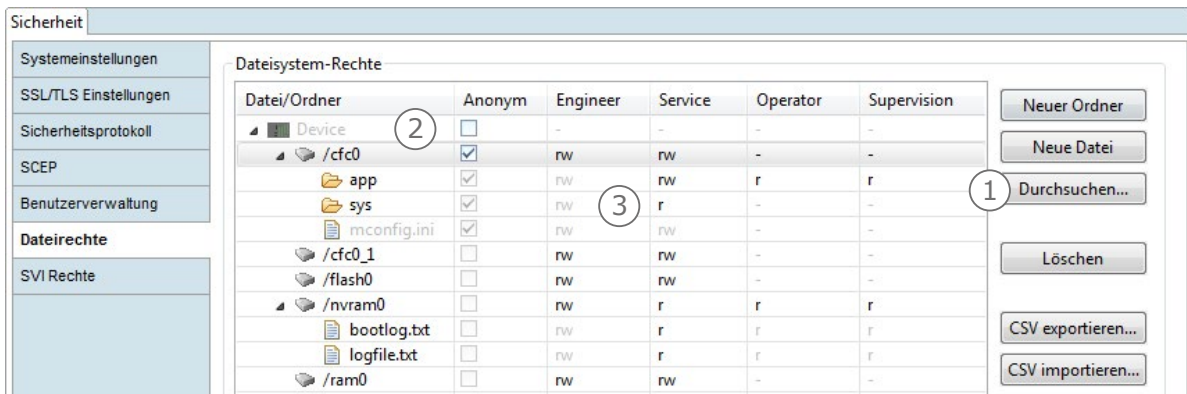 Sicherheit
Systemeinstellungen
SSL/TLS Einstellungen
Sicherheitsprotokoll
SCEP
Benutzerverwaltung
Dateirechte
SVI Rechte
Dateisystem-Rechte
Datei/Ordner Anonym Engineer Service Operator Supervision
Device 2 - - - -
/cfc0 rw rw - -
app rw rw r r
sys rw 3 r - -
mconfig.ini rw rw - -
/cfc0_1 rw rw - -
/flash0 rw rw - -
/nvram0 rw r r r
bootlog.txt rw r r r
logfile.txt rw r r r
/ram0 rw rw - -
Neuer Ordner
Neue Datei
1 Durchsuchen...
Löschen
CSV exportieren...
CSV importieren...